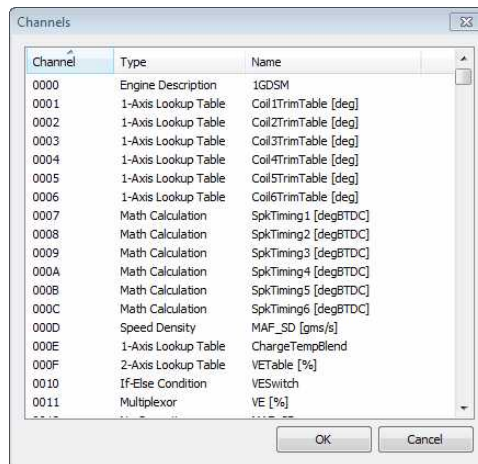 Channels
Channel Type Name
0000 Engine Description 1GDSM
0001 1-Axis Lookup Table Coil1TrimTable [deg]
0002 1-Axis Lookup Table Coil2TrimTable [deg]
0003 1-Axis Lookup Table Coil3TrimTable [deg]
0004 1-Axis Lookup Table Coil4TrimTable [deg]
0005 1-Axis Lookup Table Coil5TrimTable [deg]
0006 1-Axis Lookup Table Coil6TrimTable [deg]
0007 Math Calculation SpkTiming1 [degBTDC]
0008 Math Calculation SpkTiming2 [degBTDC]
0009 Math Calculation SpkTiming3 [degBTDC]
000A Math Calculation SpkTiming4 [degBTDC]
000B Math Calculation SpkTiming5 [degBTDC]
000C Math Calculation SpkTiming6 [degBTDC]
000D Speed Density MAF_SD [gms/s]
000E 1-Axis Lookup Table ChargeTempBlend
000F 2-Axis Lookup Table VETable [%]
0010 If-Else Condition VESwitch
0011 Multiplexor VE [%]
OK Cancel